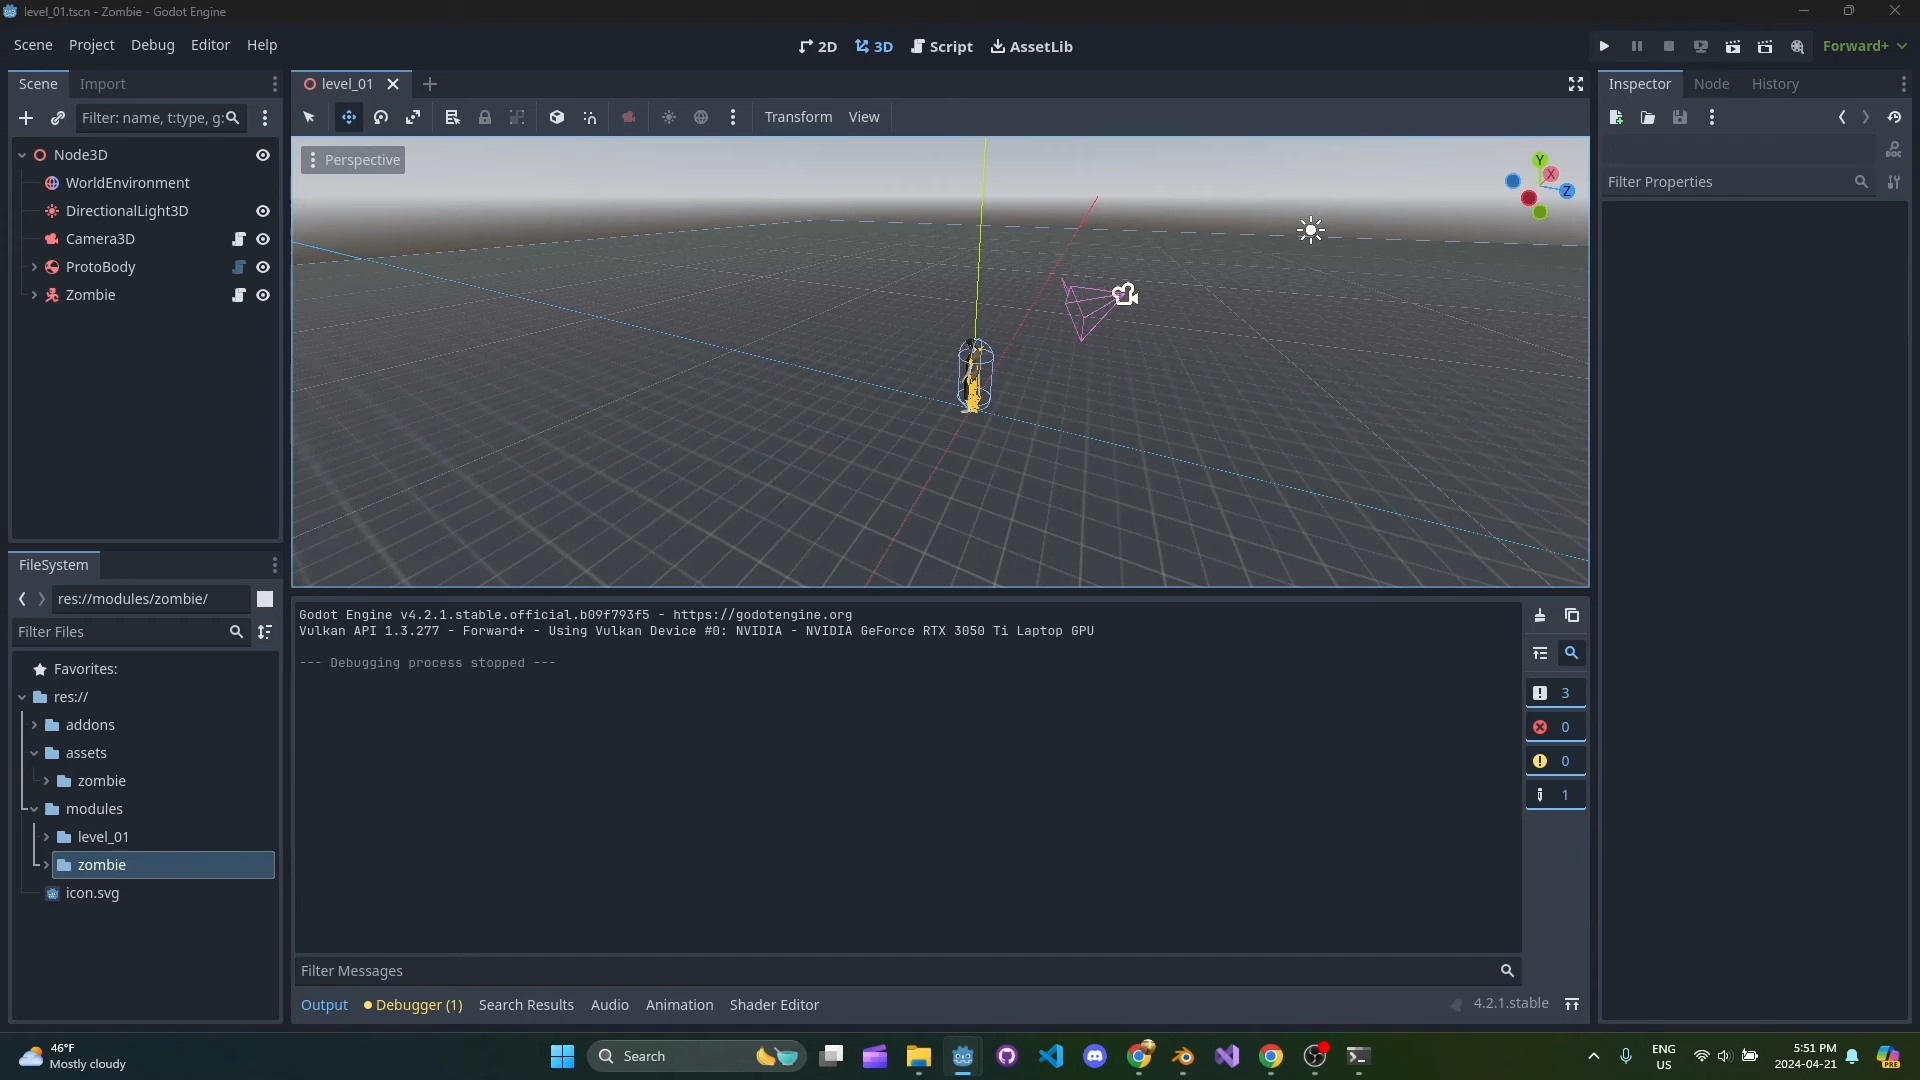 level_01.tscn - Zombie - Godot Engine
Scene Project Debug Editor Help
2D 3D Script AssetLib
Forward+
Scene Import
level_01
Inspector Node History
Filter: name, t:type, g:
Transform View
Node3D
Perspective
Y
X
Z
DOC
WorldEnvironment
Filter Properties
DirectionalLight3D
Camera3D
ProtoBody
Zombie
FileSystem
res://modules/zombie/
Filter Files
Favorites:
res://
addons
assets
zombie
modules
level_01
zombie
icon.svg
Godot Engine v4.2.1.stable.official.b09f793f5 - https://godotengine.org
Vulkan API 1.3.277 - Forward+ - Using Vulkan Device #0: NVIDIA - NVIDIA GeForce RTX 3050 Ti Laptop GPU
--- Debugging process stopped ---
3
0
0
1
Filter Messages
Output Debugger (1) Search Results Audio Animation Shader Editor
4.2.1.stable
46°F
Mostly cloudy
Search
ENG
US
5:51 PM
2024-04-21
PRE